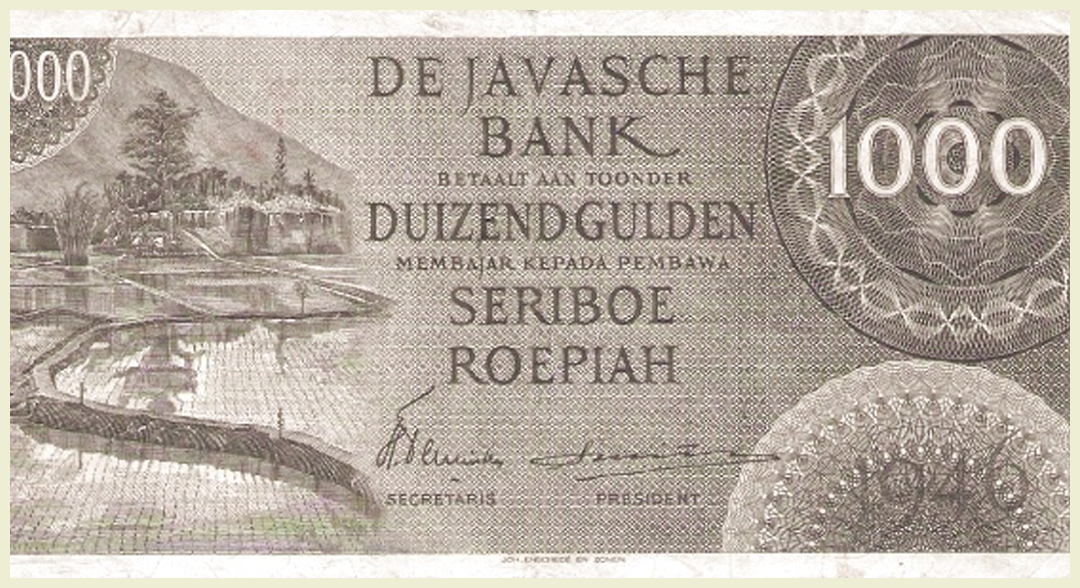 000
DE JAVASCHE
BANK
1000
BETAALT AAN TOONDER
DUIZEND GULDEN
MEMBAJAR KEPADA PEMBAWA
SERIBOE
ROEPIAH
SECRETARIS PRESIDENT
1946
JOH. ENSCHEDÉ EN ZONEN